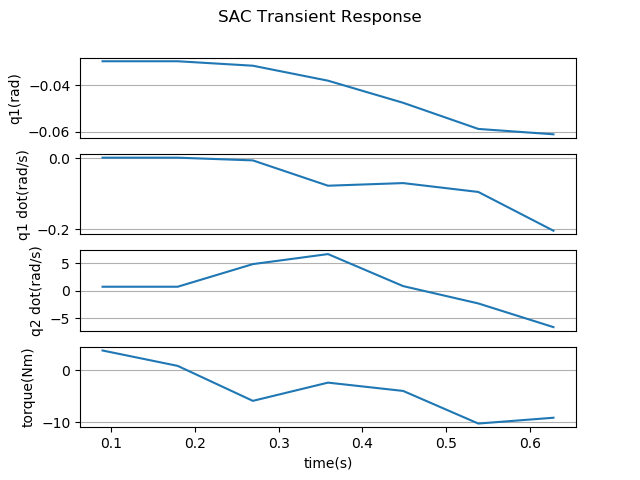 SAC Transient Response
q1(rad)
−0.04
−0.06
q1 dot(rad/s)
0.0
−0.2
q2 dot(rad/s)
5
0
−5
torque(Nm)
0
−10
0.1 0.2 0.3 0.4 0.5 0.6
time(s)